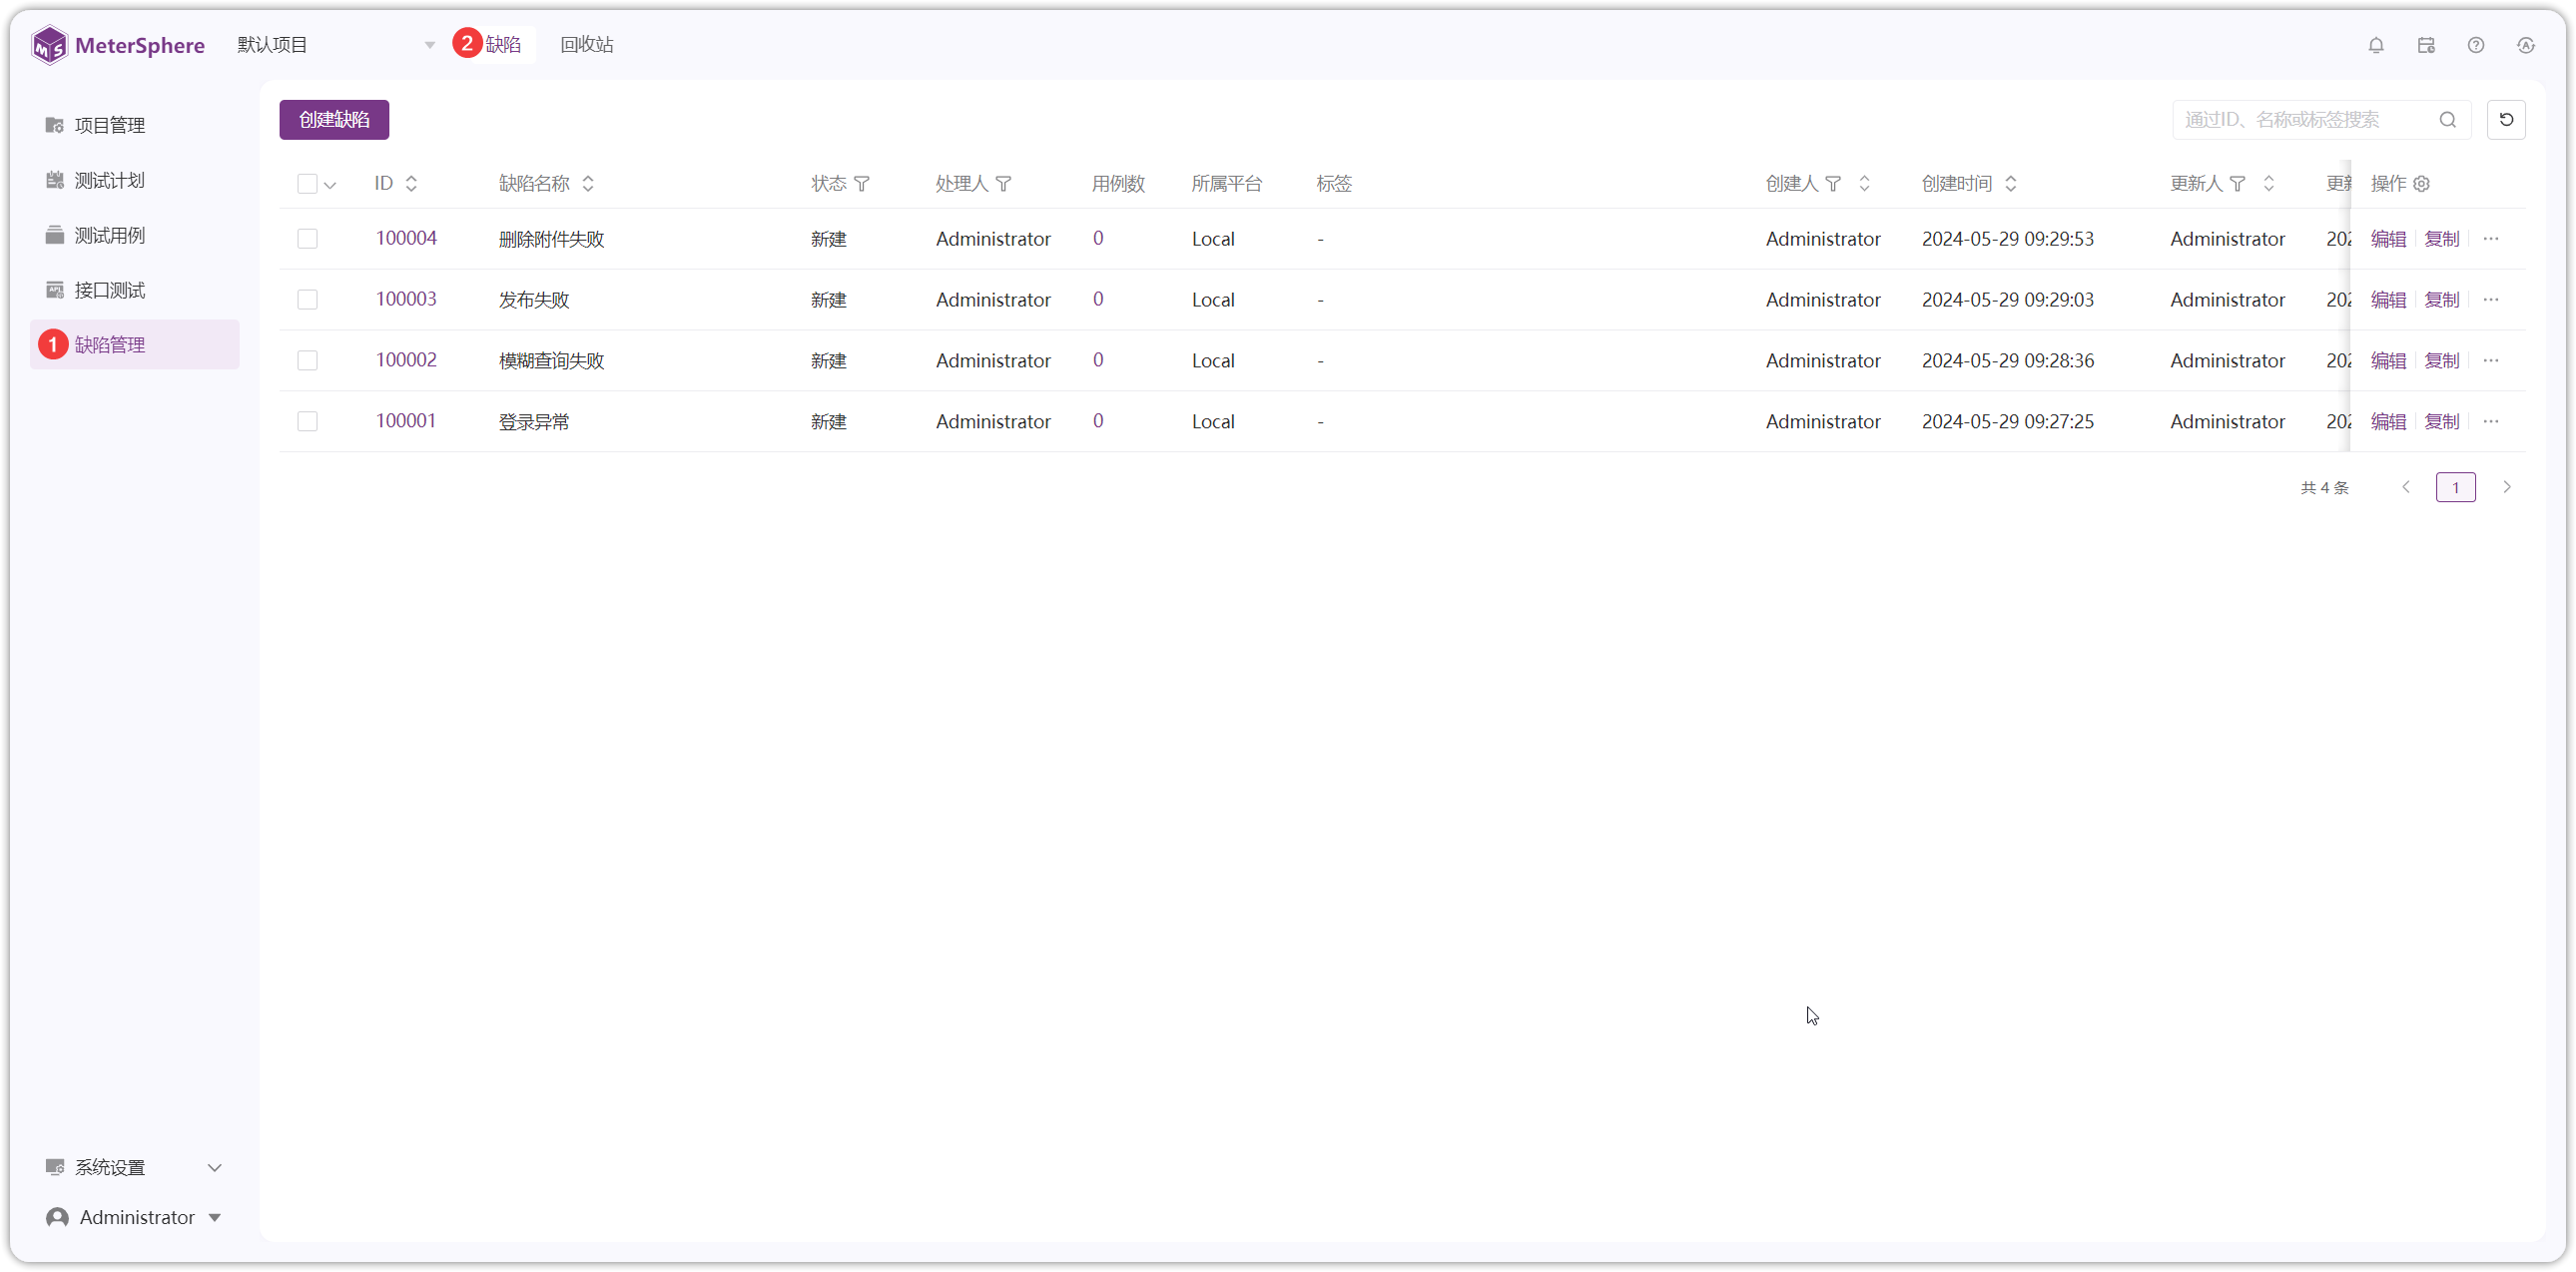 MeterSphere 默认项目 2 缺陷 回收站
项目管理
测试计划
测试用例
接口测试
1 缺陷管理
创建缺陷 通过ID、名称或标签搜索
ID 缺陷名称 状态 处理人 用例数 所属平台 标签 创建人 创建时间 更新人 更新 操作
100004 删除附件失败 新建 Administrator 0 Local - Administrator 2024-05-29 09:29:53 Administrator 202 编辑 复制 ...
100003 发布失败 新建 Administrator 0 Local - Administrator 2024-05-29 09:29:03 Administrator 202 编辑 复制 ...
100002 模糊查询失败 新建 Administrator 0 Local - Administrator 2024-05-29 09:28:36 Administrator 202 编辑 复制 ...
100001 登录异常 新建 Administrator 0 Local - Administrator 2024-05-29 09:27:25 Administrator 202 编辑 复制 ...
共 4 条 1
系统设置
Administrator